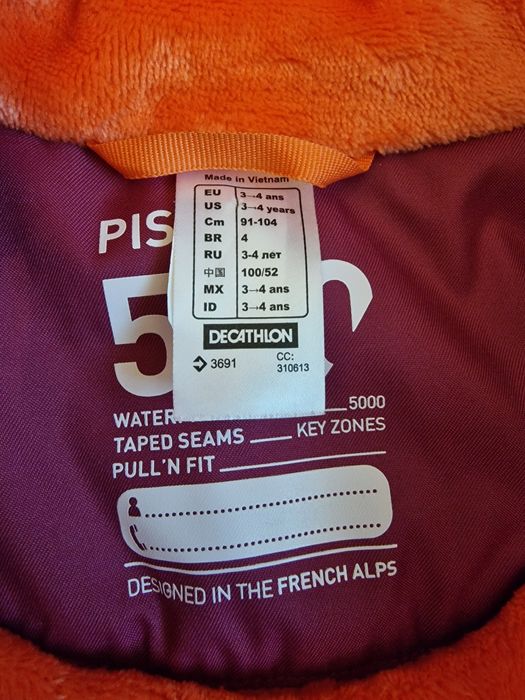 Made in Vietnam
EU 3→4 ans
US 3→4 years
Cm 91-104
BR 4
RU 3-4 лет
中国 100/52
MX 3→4 ans
ID 3→4 ans
DECATHLON
3691 CC: 310613
PIS
5
5000
TAPED SEAMS KEY ZONES
PULL'N FIT
DESIGNED IN THE FRENCH ALPS